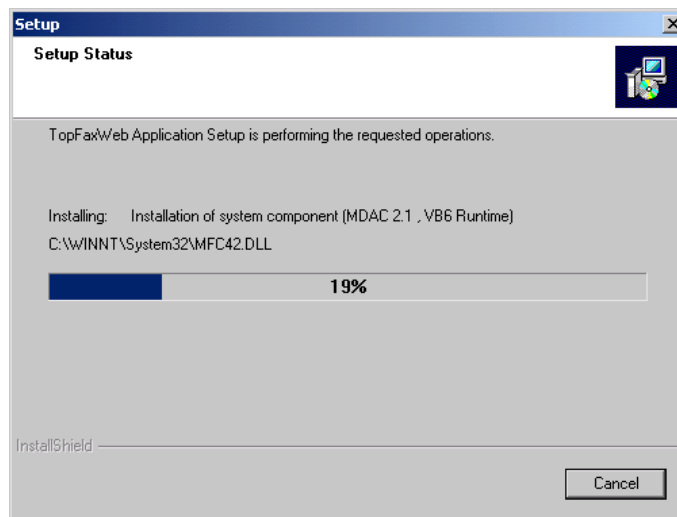 Setup
Setup Status
TopFaxWeb Application Setup is performing the requested operations.
Installing: Installation of system component (MDAC 2.1 , VB6 Runtime)
C:\WINNT\System32\MFC42.DLL
19%
InstallShield
Cancel